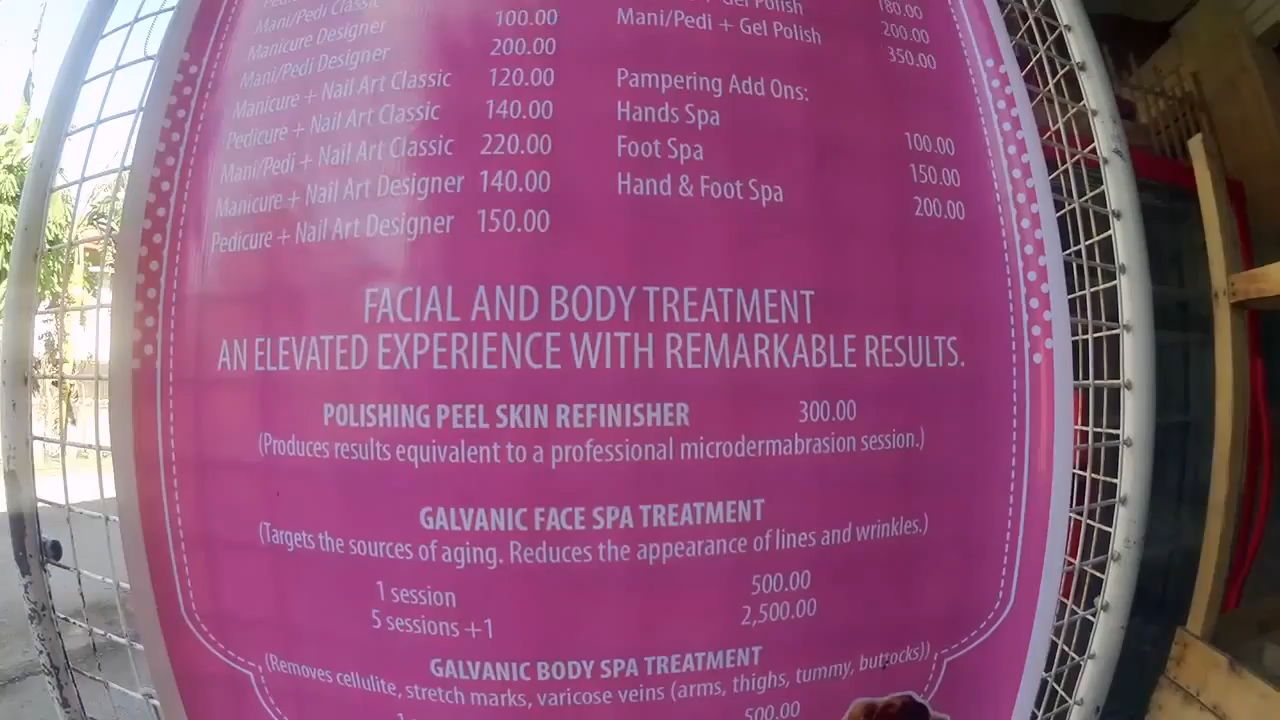 Mani/Pedi Classic
Manicure Designer 100.00
Mani/Pedi Designer 200.00
Manicure + Nail Art Classic 120.00
Pedicure + Nail Art Classic 140.00
Mani/Pedi + Nail Art Classic 220.00
Manicure + Nail Art Designer 140.00
Pedicure + Nail Art Designer 150.00
+ Gel Polish 180.00
Mani/Pedi + Gel Polish 200.00
350.00
Pampering Add Ons:
Hands Spa 100.00
Foot Spa 150.00
Hand & Foot Spa 200.00
FACIAL AND BODY TREATMENT
AN ELEVATED EXPERIENCE WITH REMARKABLE RESULTS.
POLISHING PEEL SKIN REFINISHER 300.00
(Produces results equivalent to a professional microdermabrasion session.)
GALVANIC FACE SPA TREATMENT
(Targets the sources of aging. Reduces the appearance of lines and wrinkles.)
1 session 500.00
5 sessions +1 2,500.00
GALVANIC BODY SPA TREATMENT
(Removes cellulite, stretch marks, varicose veins (arms, thighs, tummy, buttocks))
500.00